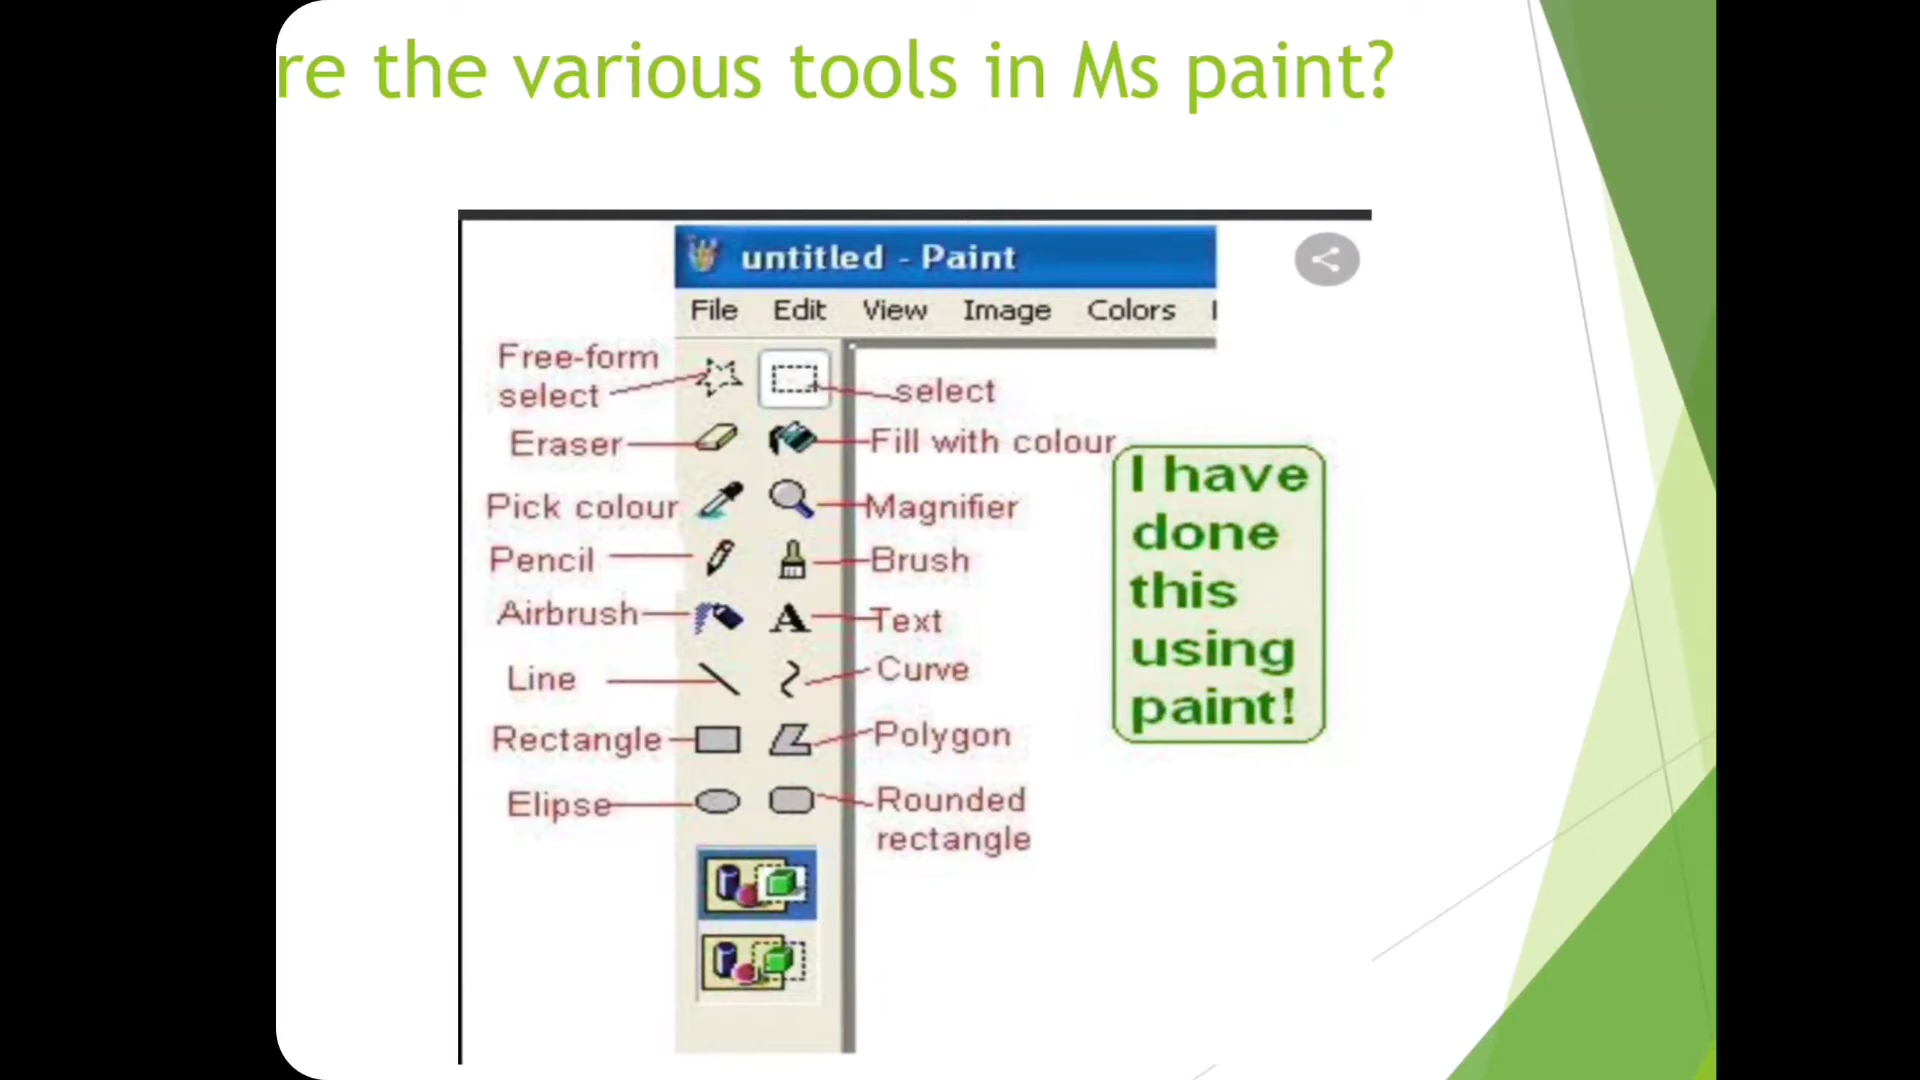 re the various tools in Ms paint?
untitled - Paint
File Edit View Image Colors
Free-form
select
select
Eraser
Fill with colour
Pick colour
Magnifier
Pencil
Brush
Airbrush
Text
Line
Curve
Rectangle
Polygon
Elipse
Rounded
rectangle
I have
done
this
using
paint!